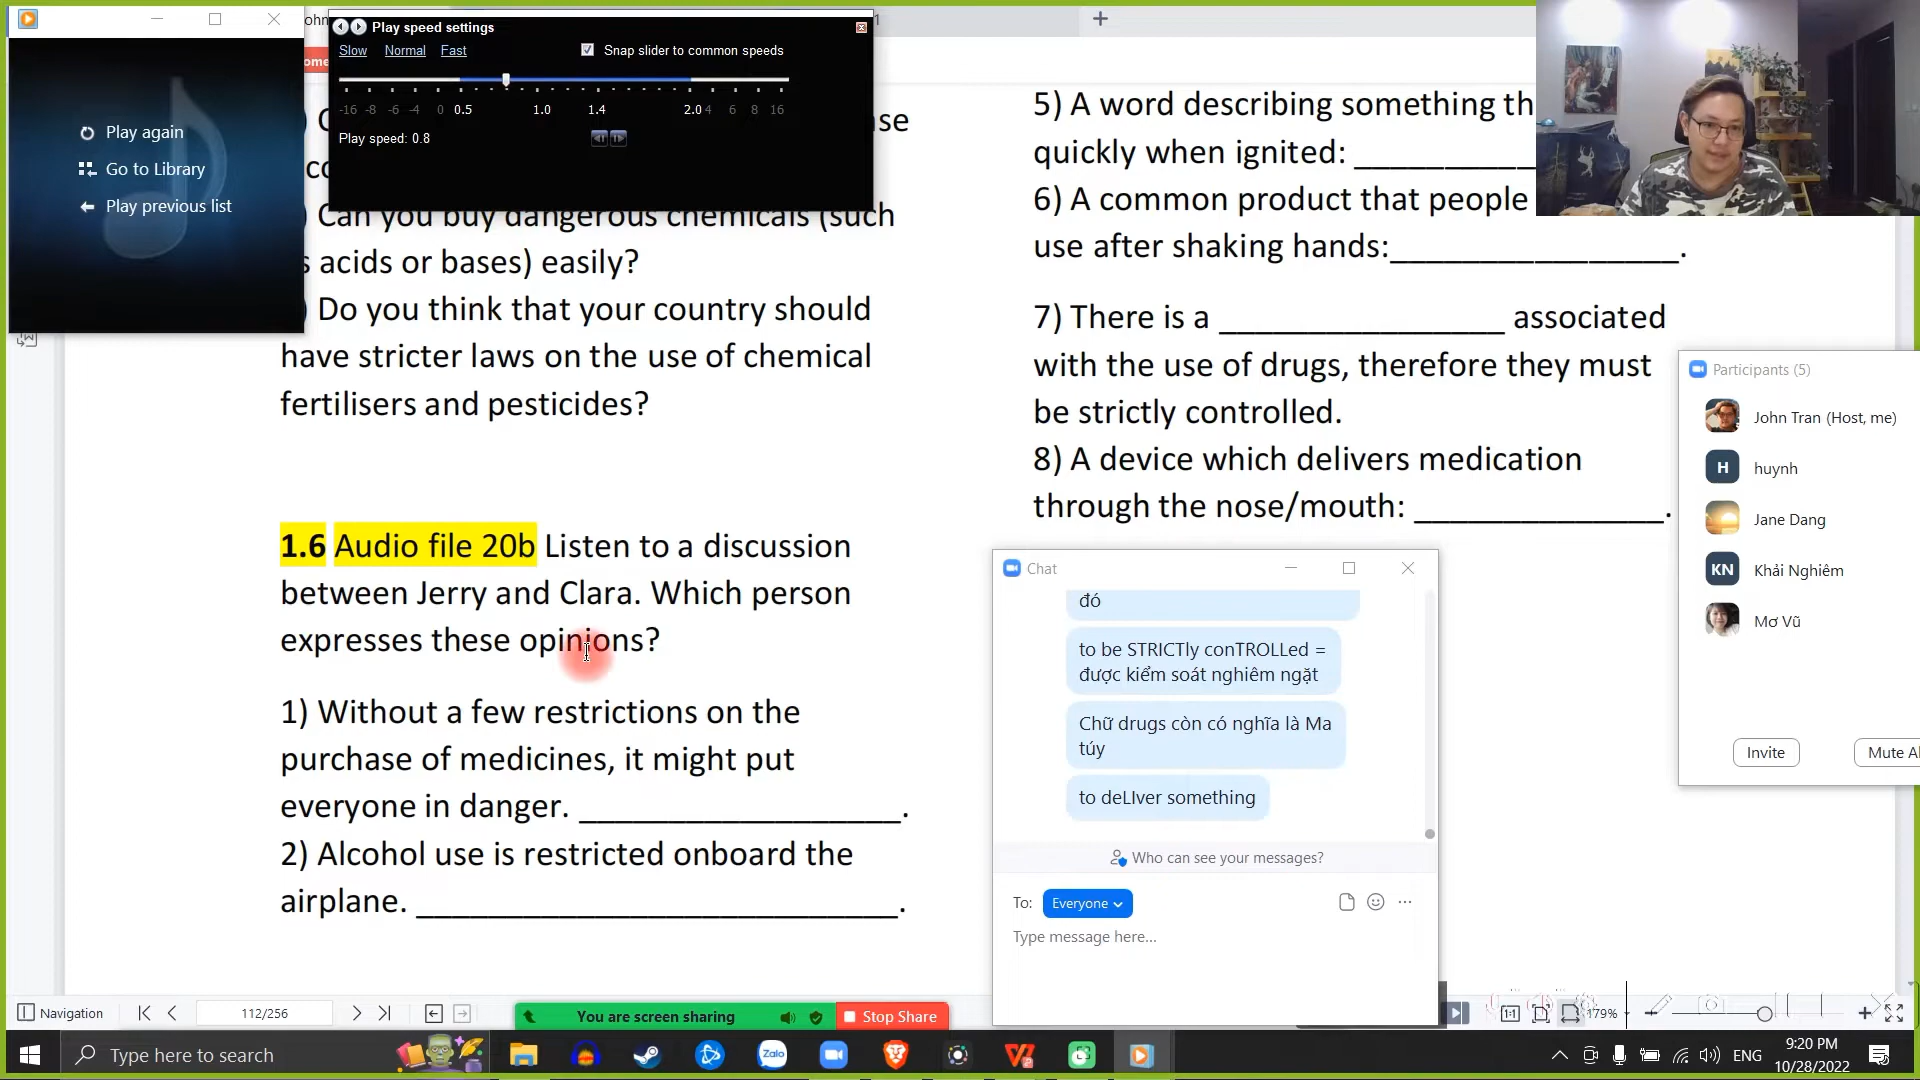 Play again
Go to Library
Play previous list
Play speed settings
Slow Normal Fast
Snap slider to common speeds
-16 -8 -6 -4 0 0.5 1.0 1.4 2.0 4 6 8 16
Play speed: 0.8
Can you buy dangerous chemicals (such
acids or bases) easily?
Do you think that your country should
have stricter laws on the use of chemical
fertilisers and pesticides?
1.6 Audio file 20b Listen to a discussion
between Jerry and Clara. Which person
expresses these opinions?
1) Without a few restrictions on the
purchase of medicines, it might put
everyone in danger. ___________________.
2) Alcohol use is restricted onboard the
airplane. ____________________________.
5) A word describing something
quickly when ignited: ___________
6) A common product that people
use after shaking hands:_________________.
7) There is a _________________ associated
with the use of drugs, therefore they must
be strictly controlled.
8) A device which delivers medication
through the nose/mouth: _______________.
Chat
đó
to be STRICTly conTROLLed =
được kiểm soát nghiêm ngặt
Chữ drugs còn có nghĩa là Ma
túy
to deLIver something
Who can see your messages?
To: Everyone
Type message here...
Participants (5)
John Tran (Host, me)
H huynh
Jane Dang
KN Khải Nghiêm
Mơ Vũ
Invite
Mute
Navigation
112/256
You are screen sharing
Stop Share
1:1
179%
Type here to search
Zalo
ENG
9:20 PM
10/28/2022